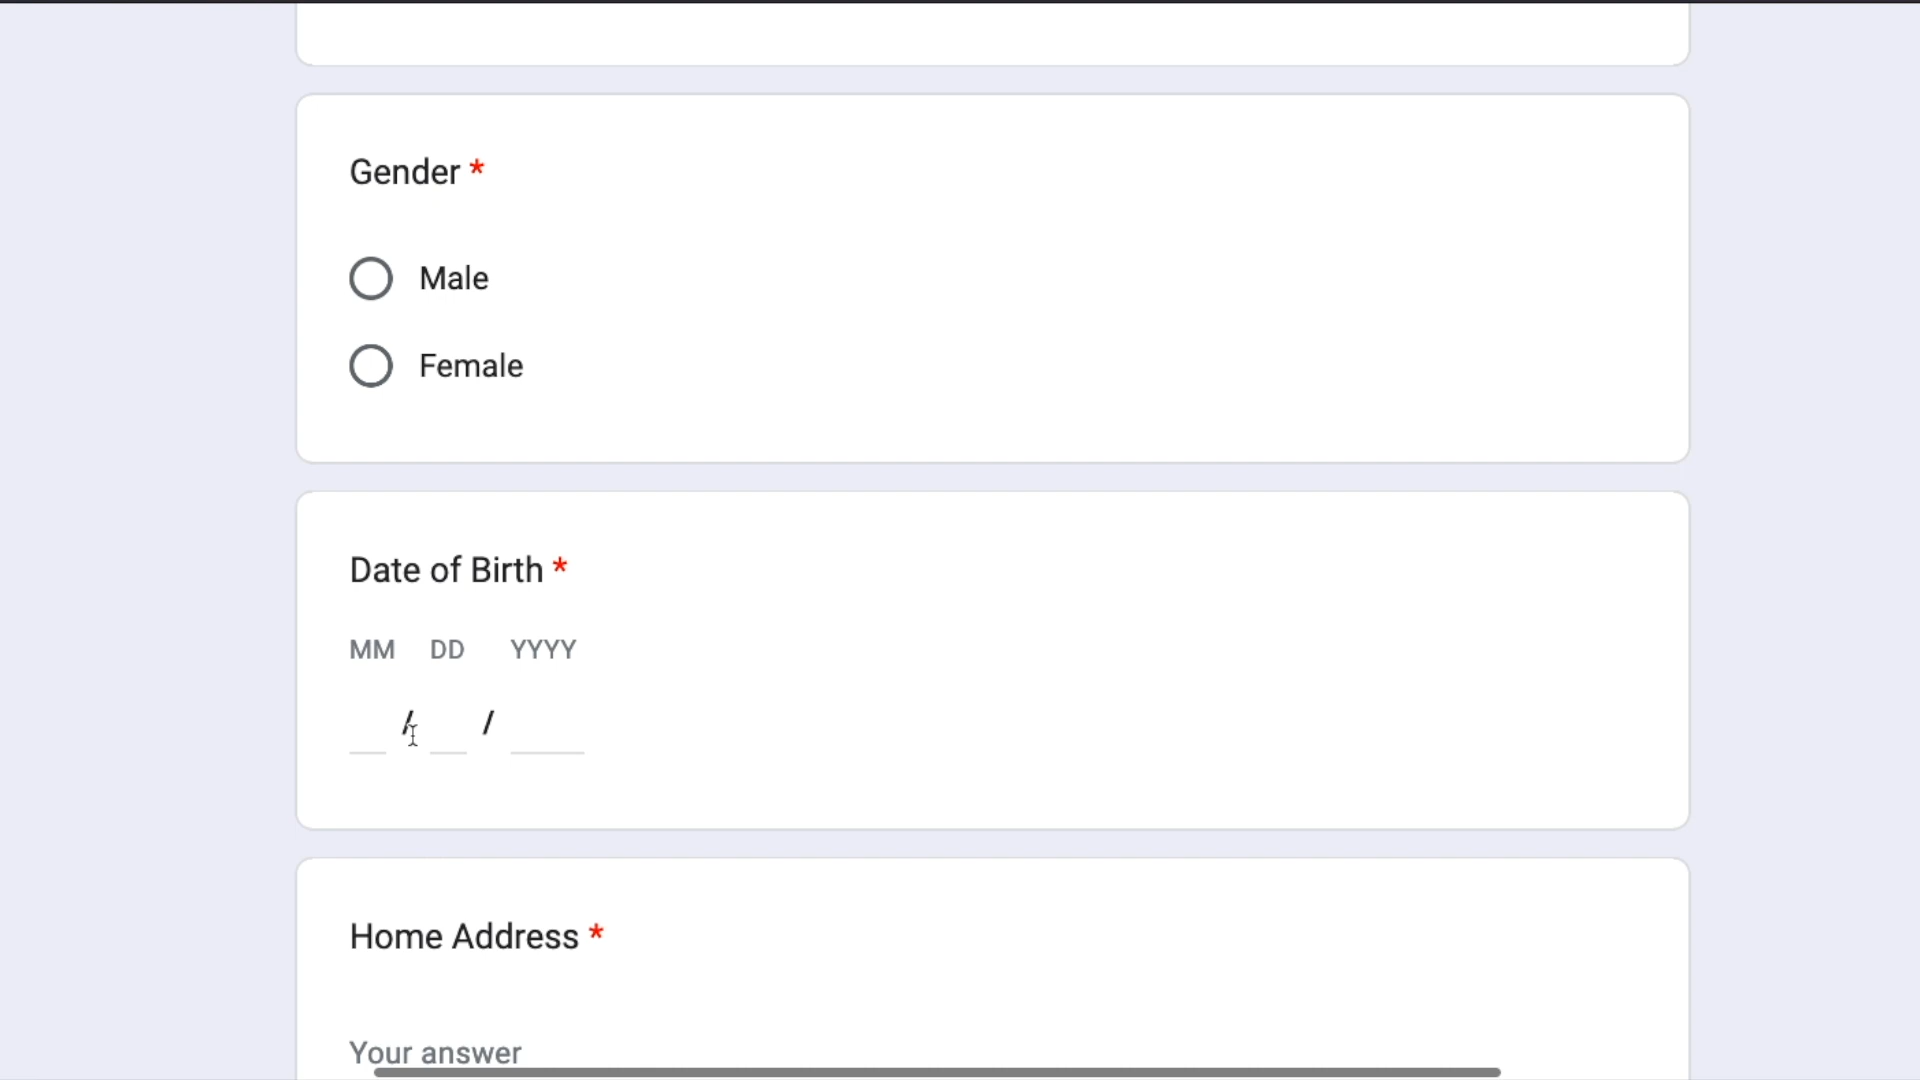 Gender *
Male
Female
Date of Birth *
MM DD YYYY
/ /
Home Address *
Your answer